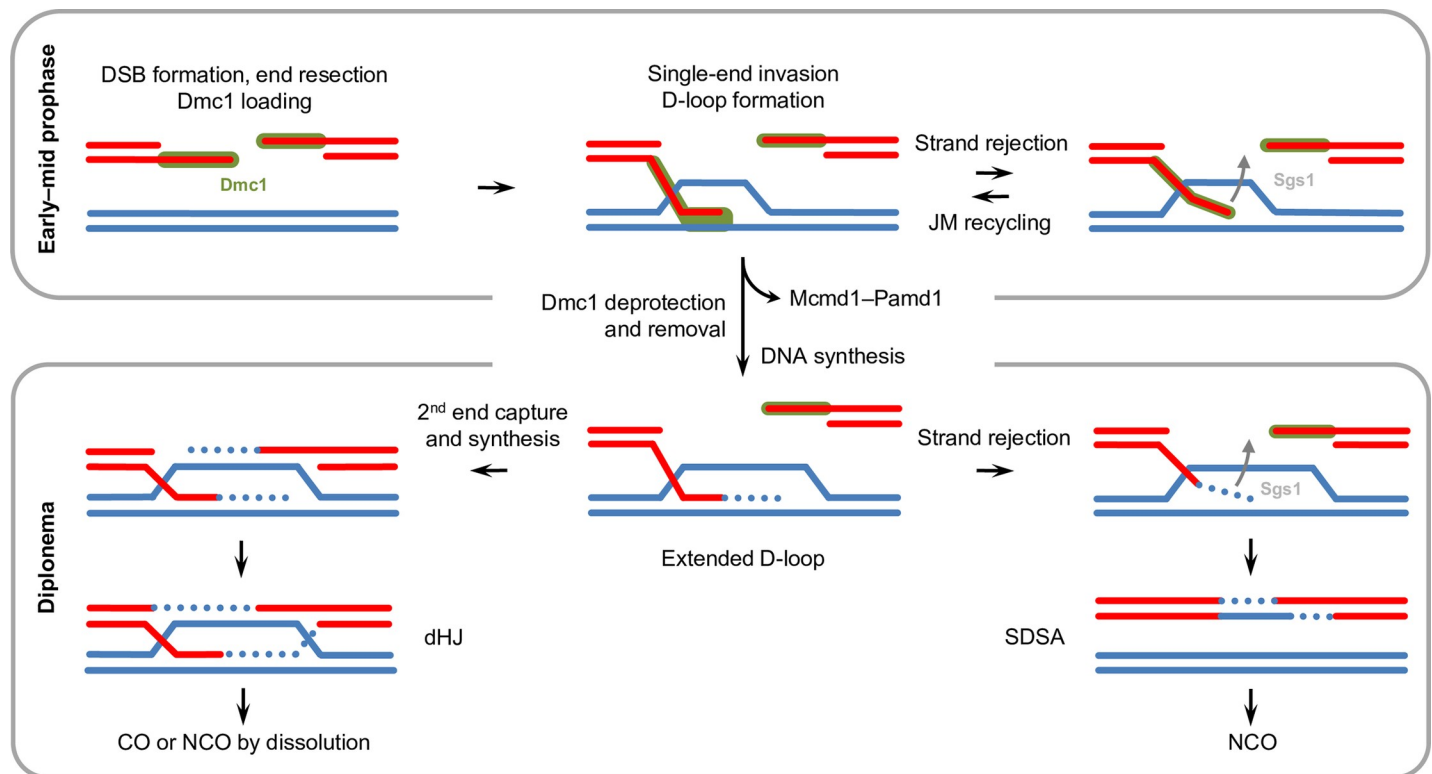 Early–mid prophase
DSB formation, end resection
Dmc1 loading
Dmc1
Single-end invasion
D-loop formation
Strand rejection
JM recycling
Sgs1
Dmc1 deprotection
and removal
Mcmd1–Pamd1
DNA synthesis
Diplonema
2nd end capture
and synthesis
Extended D-loop
Strand rejection
Sgs1
dHJ
SDSA
CO or NCO by dissolution
NCO